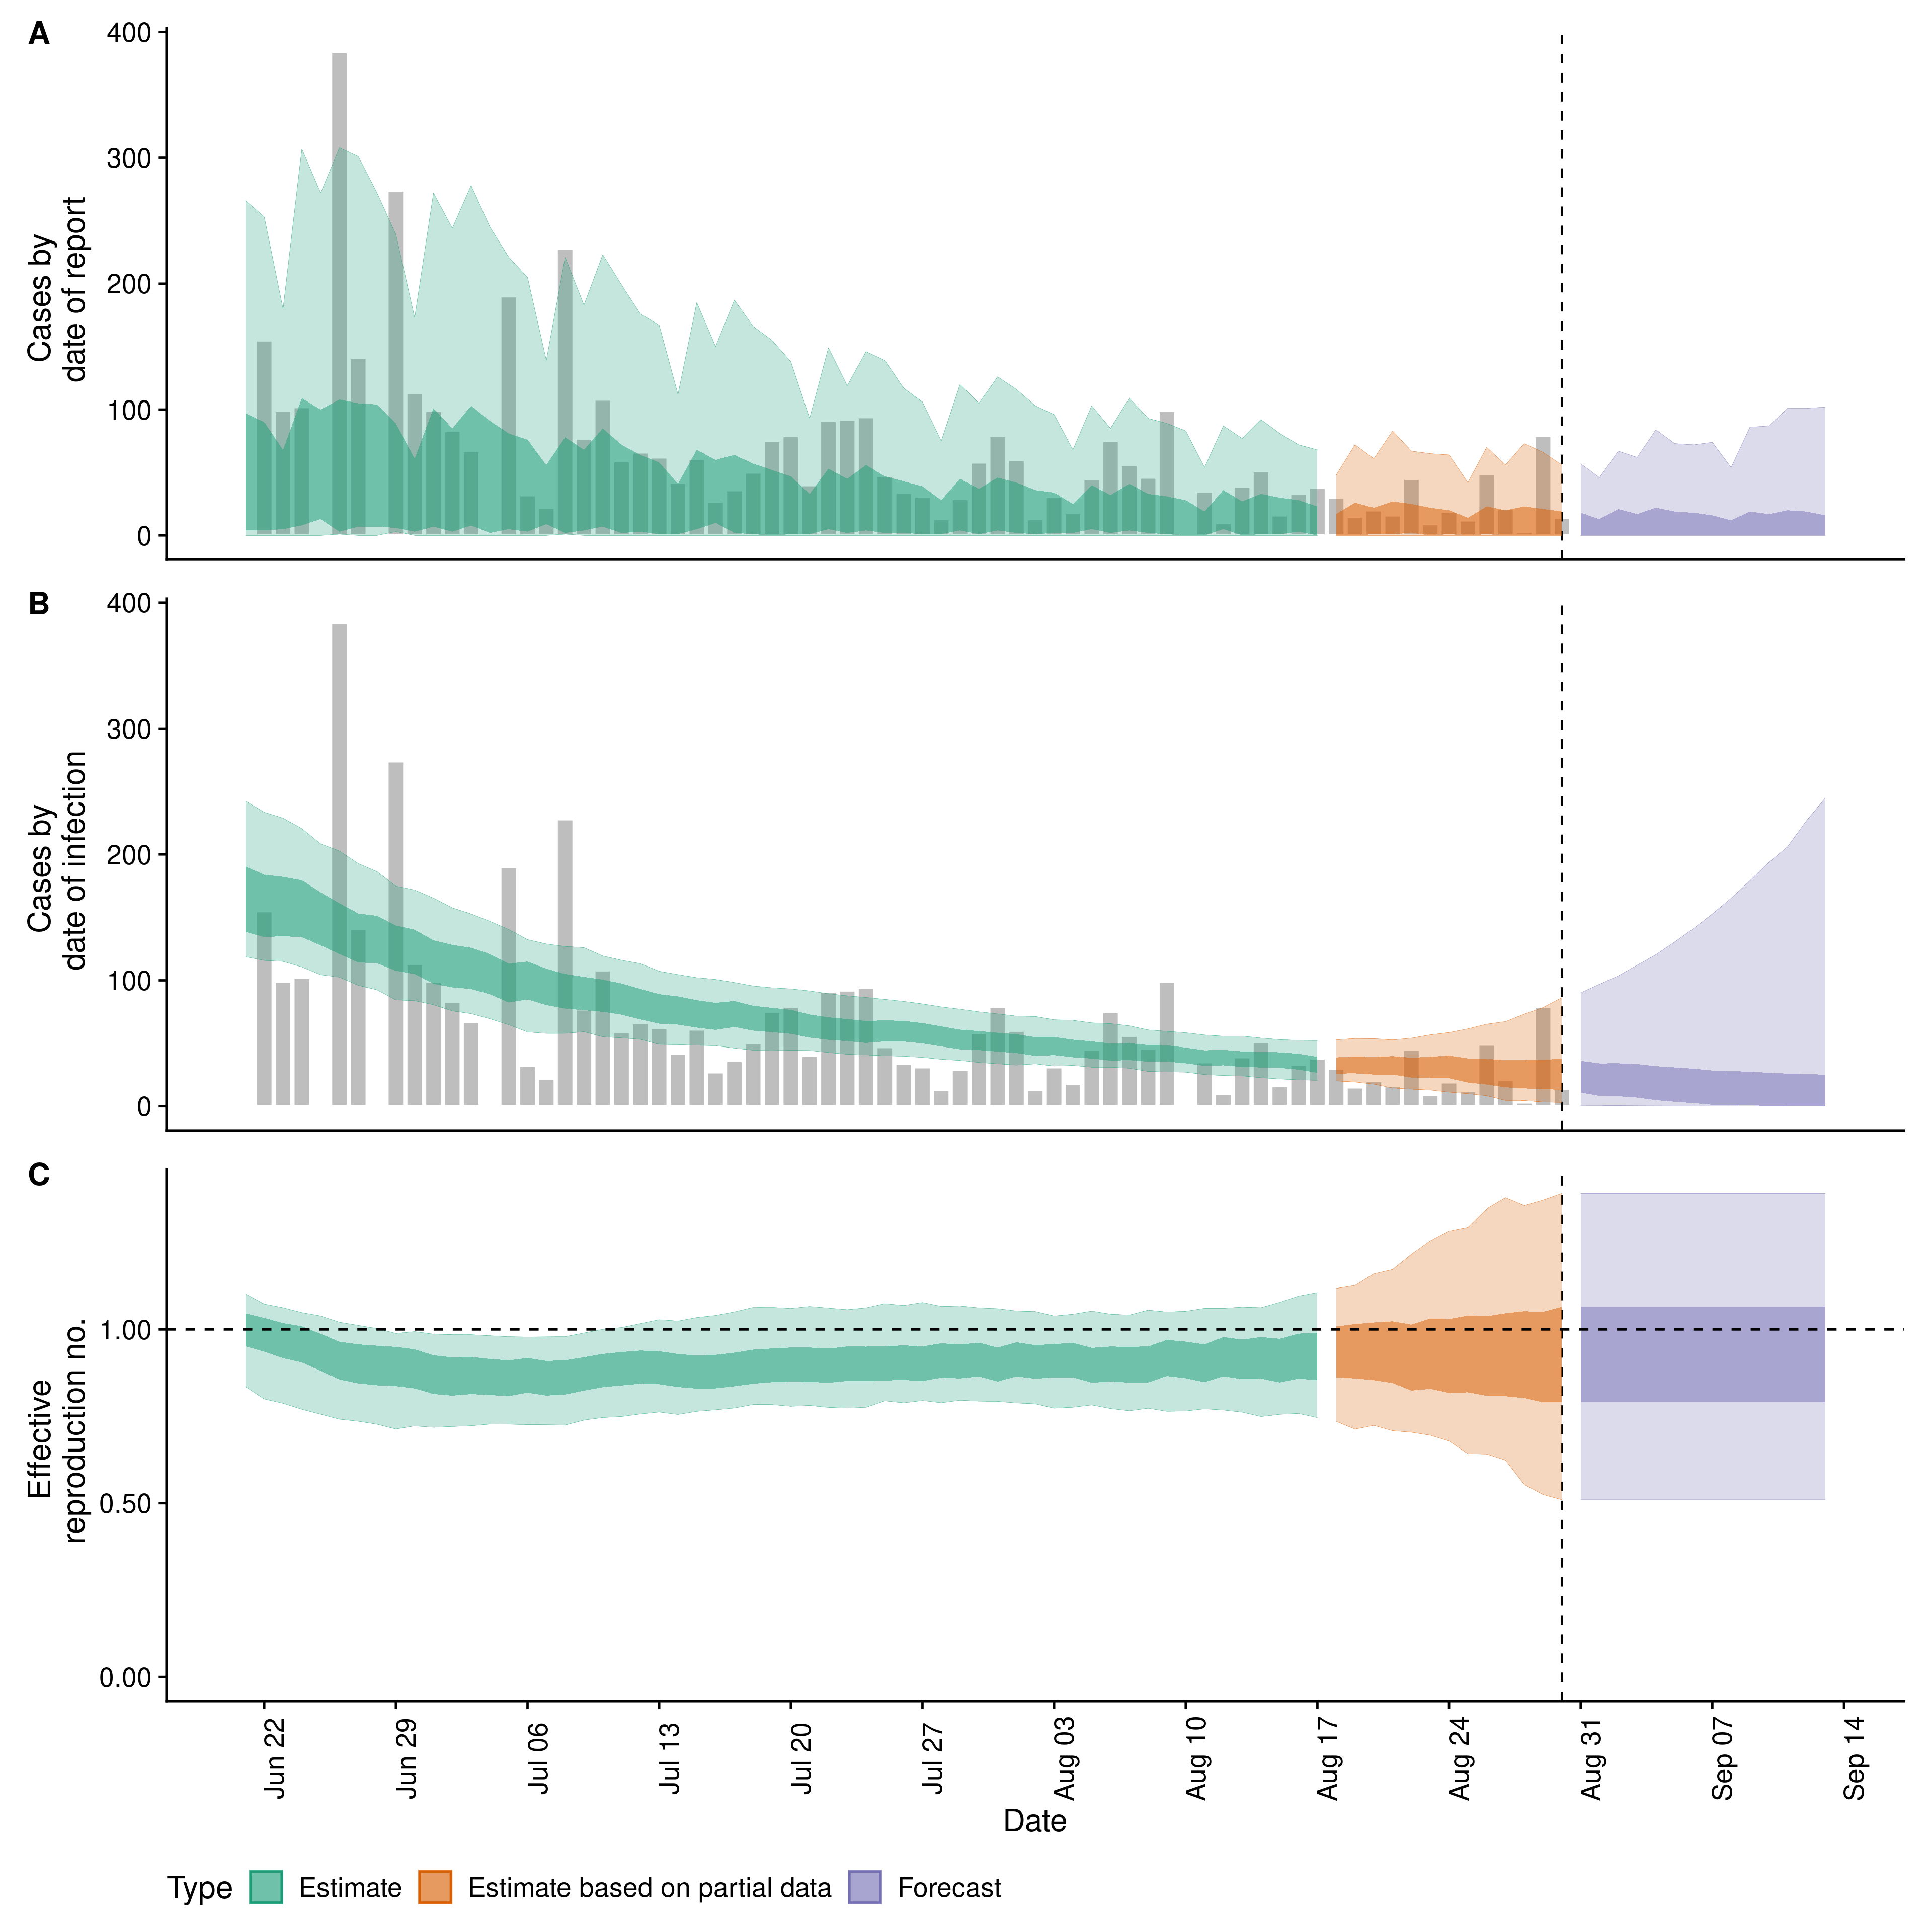 A
400
300
200
100
0
Cases by
date of report
B
400
300
200
100
0
Cases by
date of infection
C
1.00
0.50
0.00
Effective
reproduction no.
Jun 22
Jun 29
Jul 06
Jul 13
Jul 20
Jul 27
Aug 03
Aug 10
Aug 17
Aug 24
Aug 31
Sep 07
Sep 14
Date
Type Estimate Estimate based on partial data Forecast